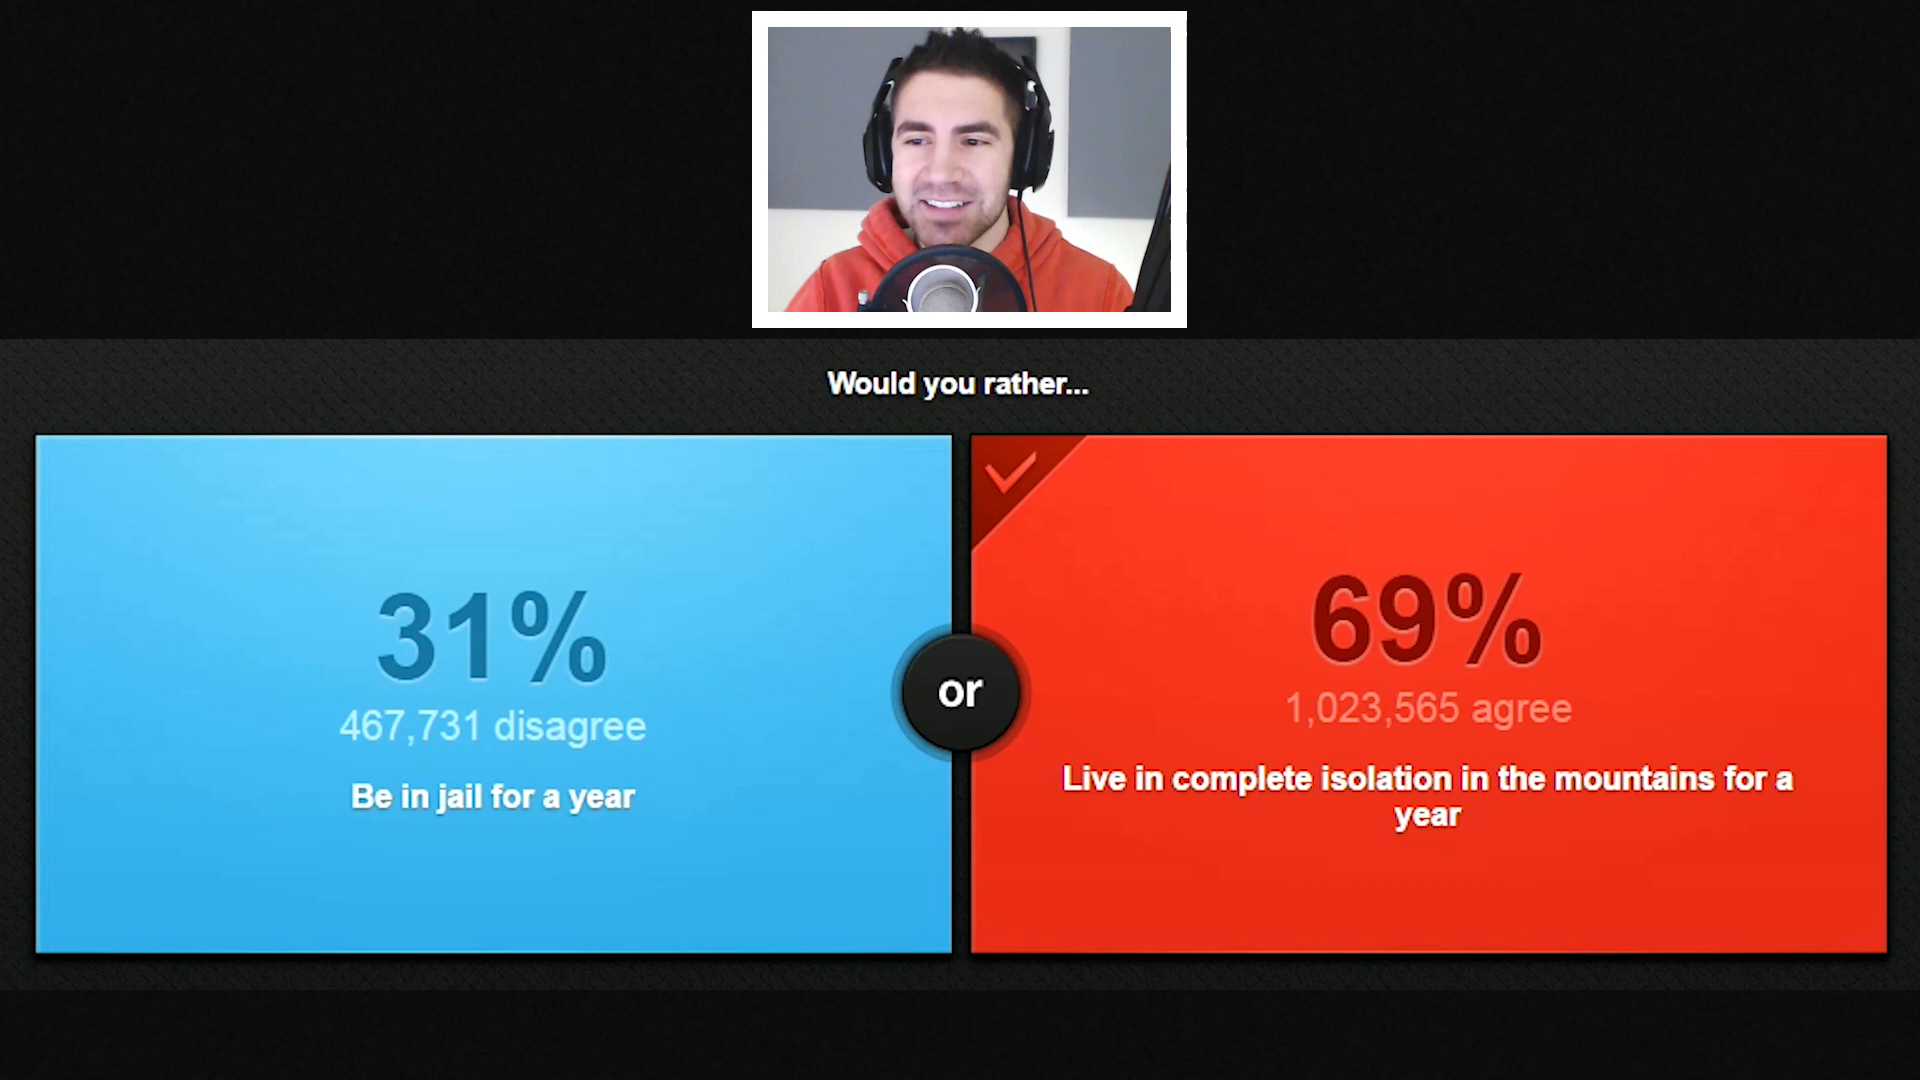 Would you rather...
31%
467,731 disagree
Be in jail for a year
or
69%
1,023,565 agree
Live in complete isolation in the mountains for a
year